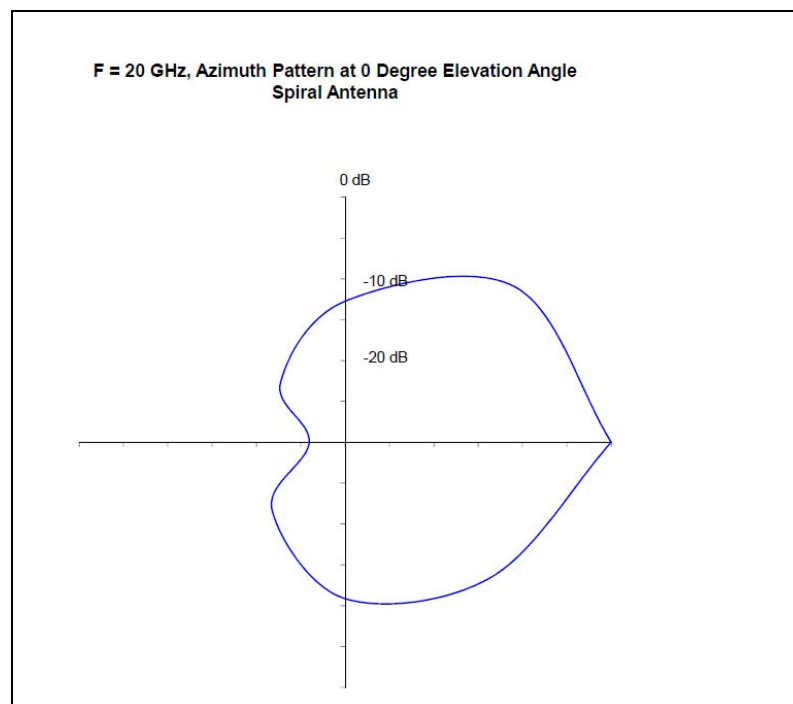 F = 20 GHz, Azimuth Pattern at 0 Degree Elevation Angle
Spiral Antenna
0 dB
-10 dB
-20 dB